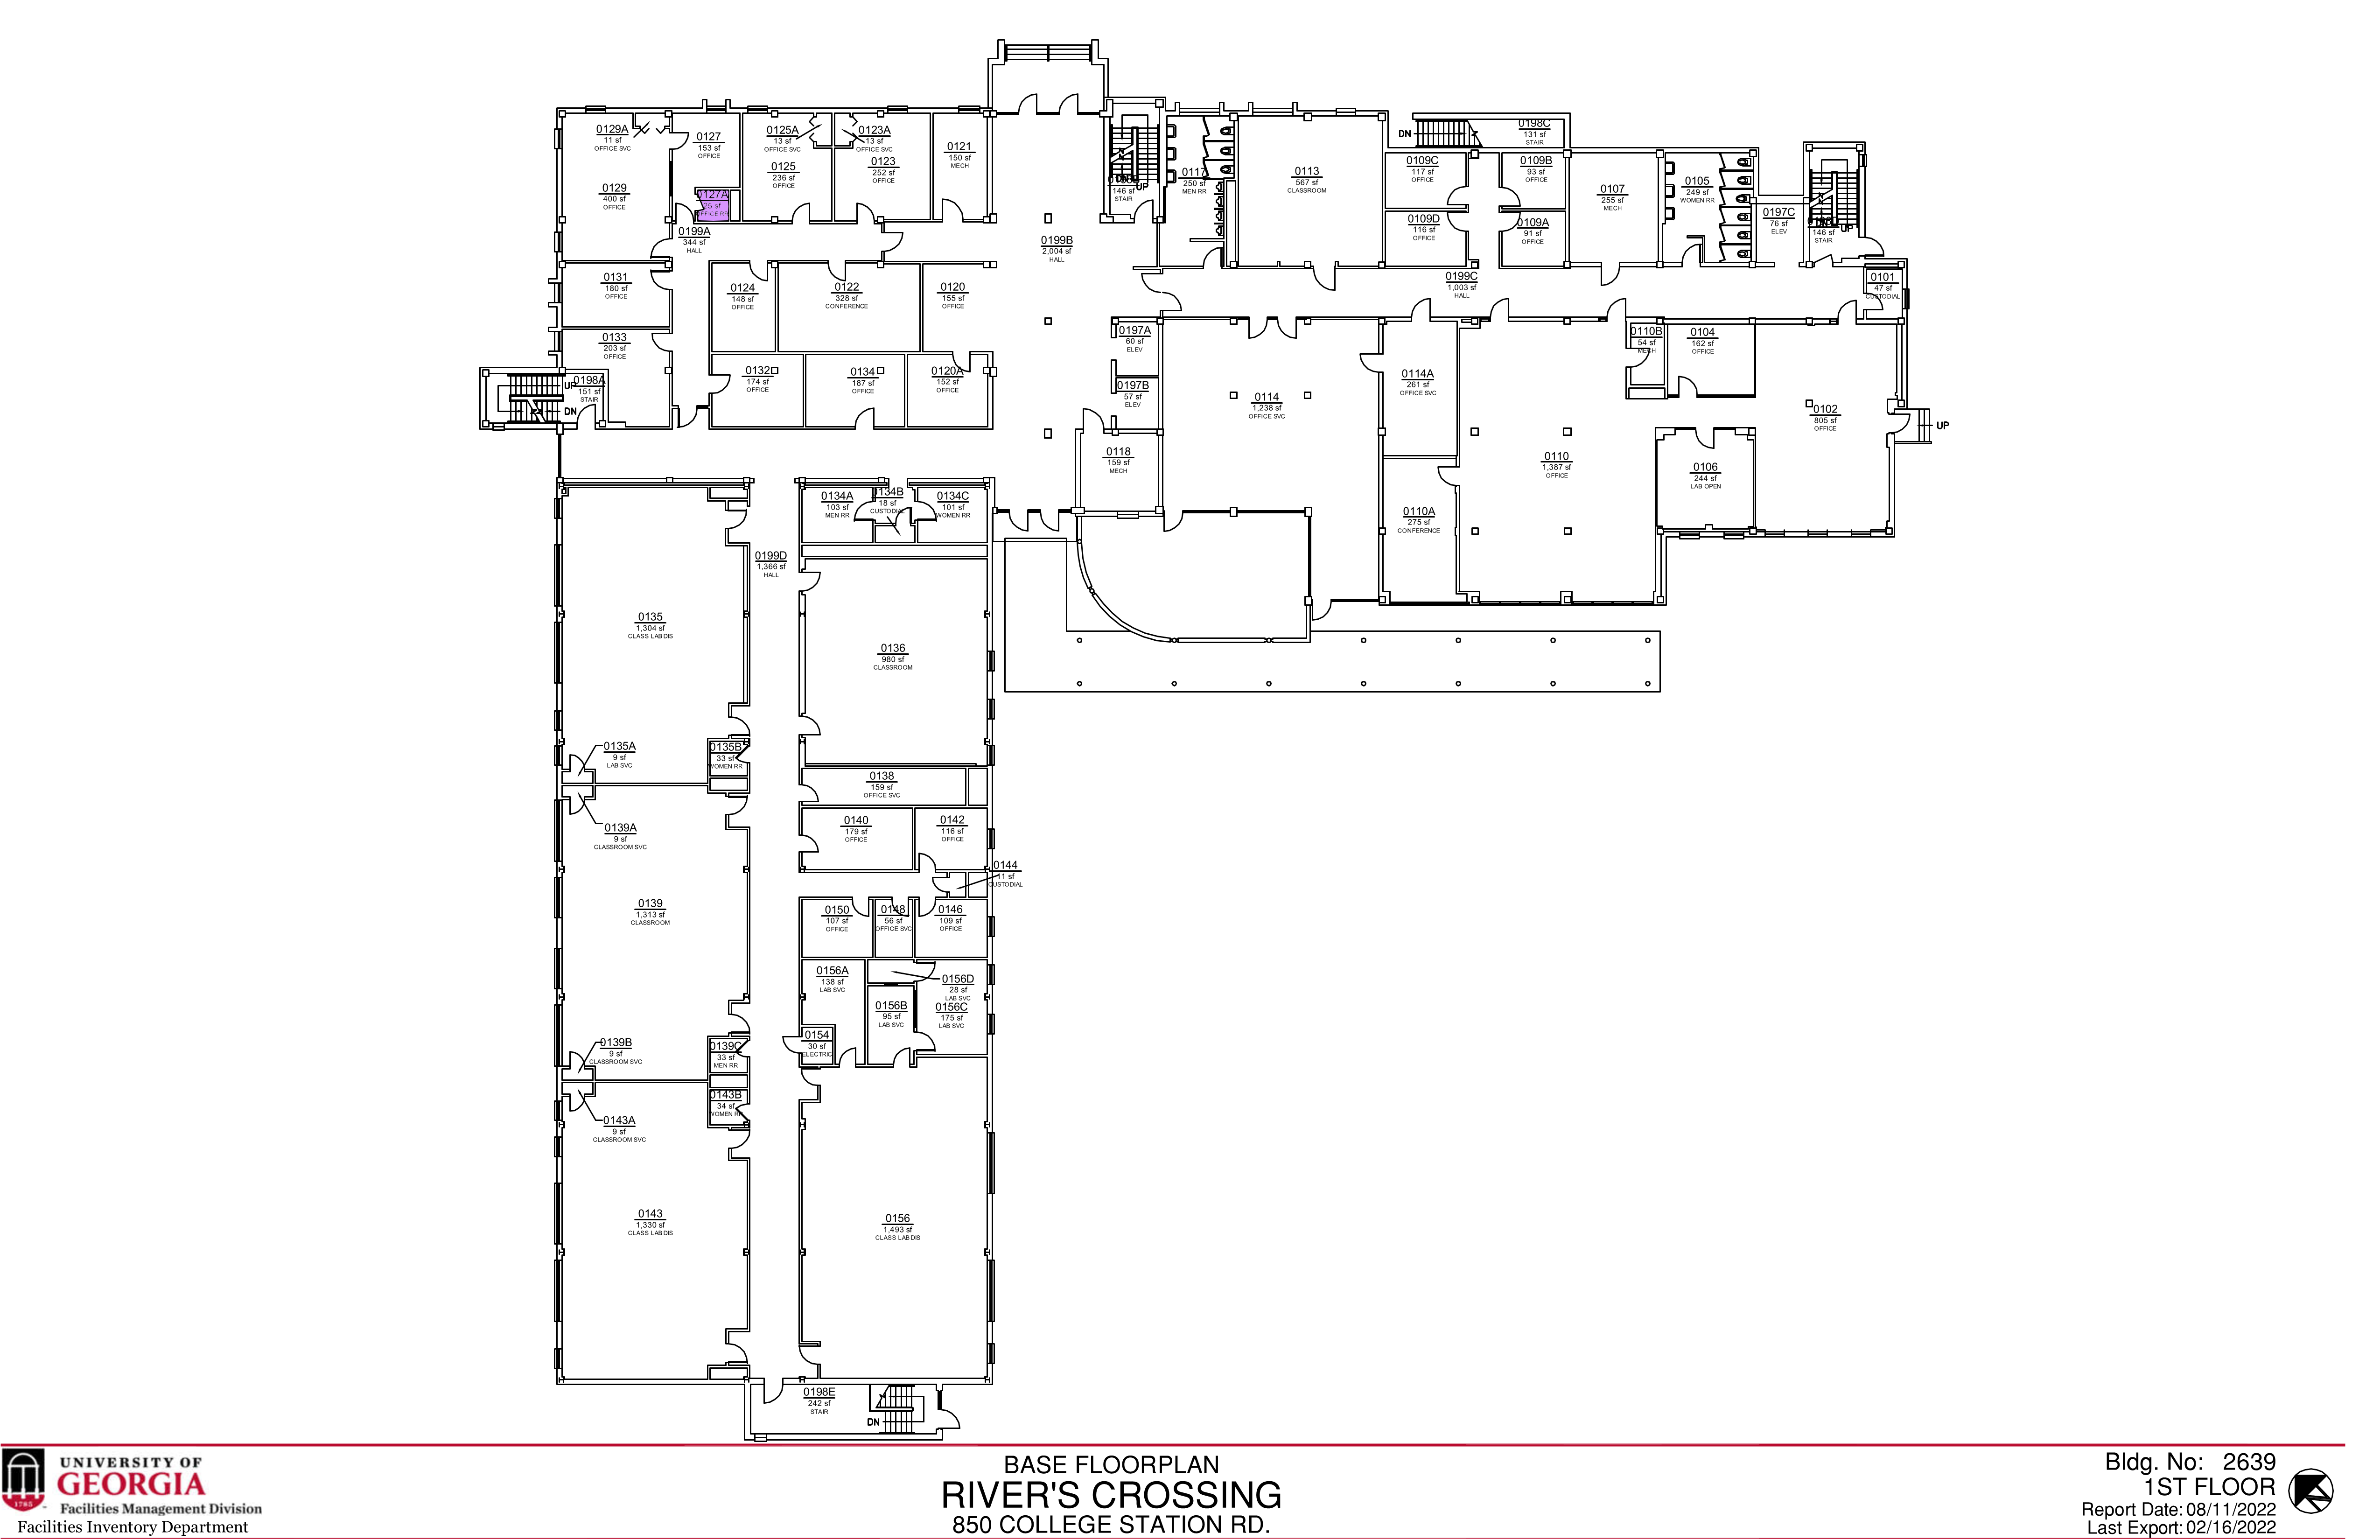 0129A
11 sf
OFFICE SVC
0127
153 sf
OFFICE
0125A
13 sf
OFFICE SVC
0123A
13 sf
OFFICE SVC
0121
150 sf
MECH
0125
236 sf
OFFICE
0123
252 sf
OFFICE
0129
400 sf
OFFICE
0127A
25 sf
OFFICE RR
0199A
344 sf
HALL
0199B
2,004 sf
HALL
DN
UP
146 sf
STAIR
0117
250 sf
MEN RR
0113
567 sf
CLASSROOM
DN
0198C
131 sf
STAIR
0109C
117 sf
OFFICE
0109B
93 sf
OFFICE
0109D
116 sf
OFFICE
0109A
91 sf
OFFICE
0107
255 sf
MECH
0105
249 sf
WOMEN RR
0197C
76 sf
ELEV
UP
146 sf
STAIR
0199C
1,003 sf
HALL
0101
47 sf
CUSTODIAL
0131
180 sf
OFFICE
0124
148 sf
OFFICE
0122
328 sf
CONFERENCE
0120
155 sf
OFFICE
0133
203 sf
OFFICE
0197A
60 sf
ELEV
0197B
57 sf
ELEV
0110B
54 sf
MECH
0104
162 sf
OFFICE
UP
0198A
151 sf
STAIR
DN
0132
174 sf
OFFICE
0134
187 sf
OFFICE
0120A
152 sf
OFFICE
0114
1,238 sf
OFFICE SVC
0114A
261 sf
OFFICE SVC
0102
805 sf
OFFICE
UP
0118
159 sf
MECH
0110
1,387 sf
OFFICE
0106
244 sf
LAB OPEN
0110A
275 sf
CONFERENCE
0134A
103 sf
MEN RR
0134B
18 sf
CUSTODIAL
0134C
101 sf
WOMEN RR
0199D
1,366 sf
HALL
0135
1,304 sf
CLASS LAB DIS
0136
980 sf
CLASSROOM
0135A
9 sf
LAB SVC
0135B
33 sf
WOMEN RR
0138
159 sf
OFFICE SVC
0139A
9 sf
CLASSROOM SVC
0140
179 sf
OFFICE
0142
116 sf
OFFICE
0144
11 sf
CUSTODIAL
0139
1,313 sf
CLASSROOM
0150
107 sf
OFFICE
0148
56 sf
OFFICE SVC
0146
109 sf
OFFICE
0156A
138 sf
LAB SVC
0156D
28 sf
LAB SVC
0156B
95 sf
LAB SVC
0156C
175 sf
LAB SVC
0154
30 sf
ELECTRIC
0139B
9 sf
CLASSROOM SVC
0139C
33 sf
MEN RR
0143B
34 sf
WOMEN RR
0143A
9 sf
CLASSROOM SVC
0143
1,330 sf
CLASS LAB DIS
0156
1,493 sf
CLASS LAB DIS
0198E
242 sf
STAIR
DN
1785
UNIVERSITY OF
GEORGIA
Facilities Management Division
Facilities Inventory Department
BASE FLOORPLAN
RIVER'S CROSSING
850 COLLEGE STATION RD.
Bldg. No: 2639
1ST FLOOR
Report Date: 08/11/2022
Last Export: 02/16/2022